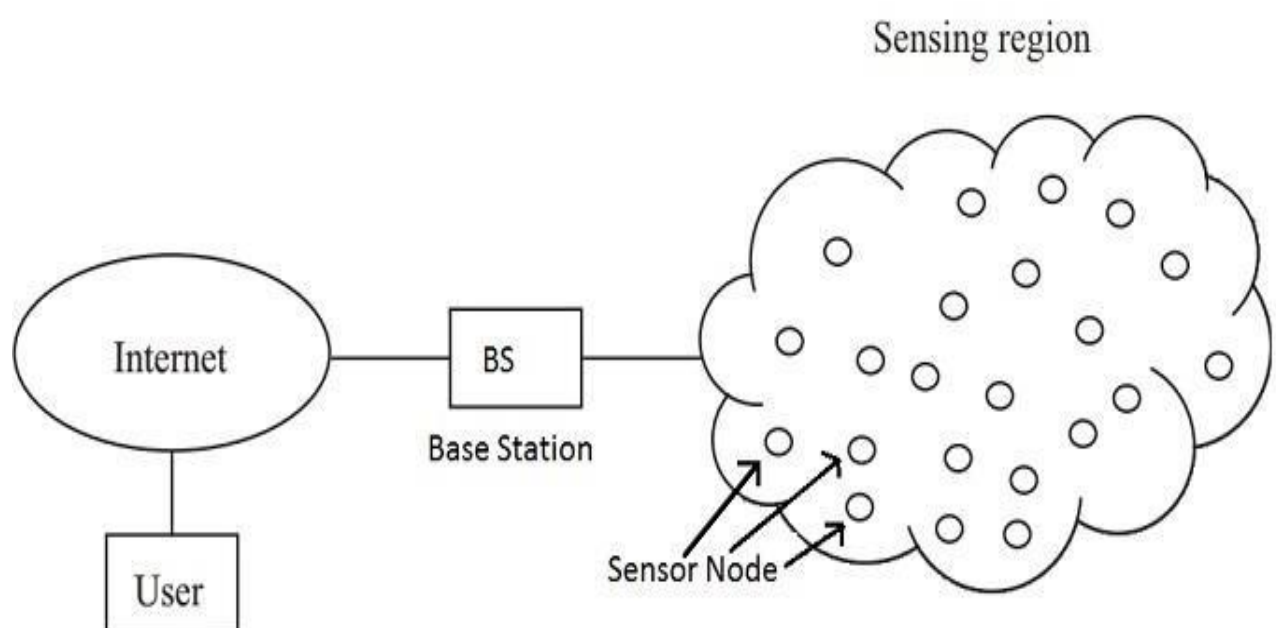 Sensing region
Internet
BS
Base Station
Sensor Node
User